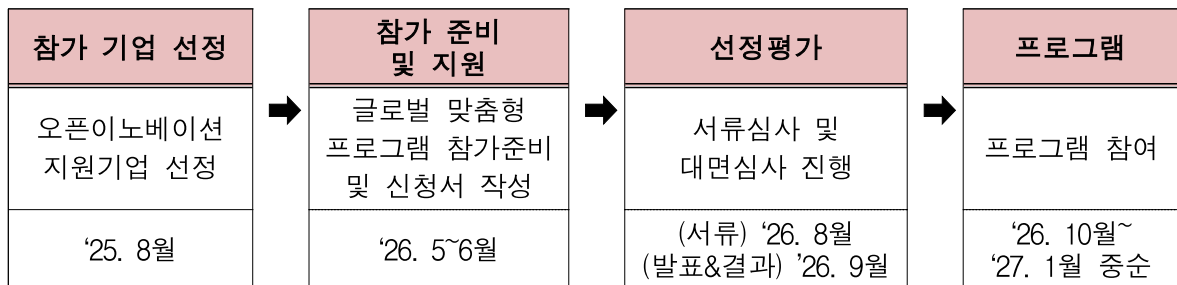 참가 기업 선정
오픈이노베이션
지원기업 선정
‘25. 8월
참가 준비
및 지원
글로벌 맞춤형
프로그램 참가준비
및 신청서 작성
‘26. 5~6월
선정평가
서류심사 및
대면심사 진행
(서류) ‘26. 8월
(발표&결과) ’26. 9월
프로그램
프로그램 참여
‘26. 10월~
‘27. 1월 중순